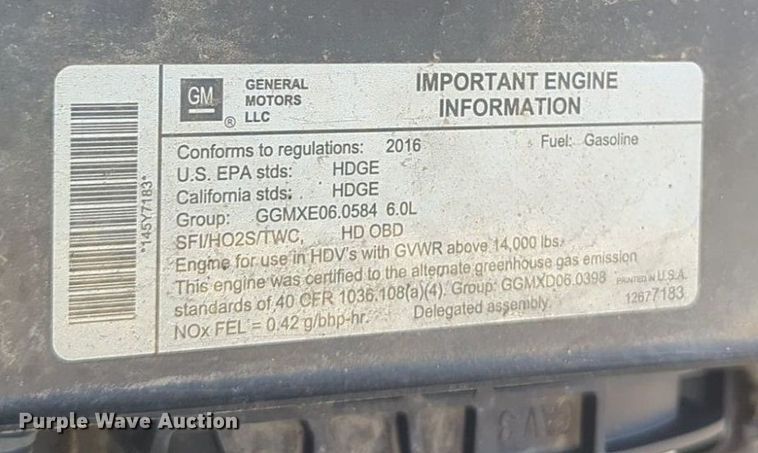 GM ® GENERAL MOTORS LLC
IMPORTANT ENGINE
INFORMATION
Conforms to regulations: 2016 Fuel: Gasoline
U.S. EPA stds: HDGE
California stds: HDGE
Group: GGMXE06.0584 6.0L
SFI/HO2S/TWC, HD OBD
Engine for use in HDV's with GVWR above 14,000 lbs.
This engine was certified to the alternate greenhouse gas emission
standards of 40 CFR 1036.108(a)(4). Group: GGMXD06.0398 PRINTED IN U.S.A.
NOx FEL = 0.42 g/bhp-hr. Delegated assembly. 12677183
*145Y7183*
Purple Wave Auction